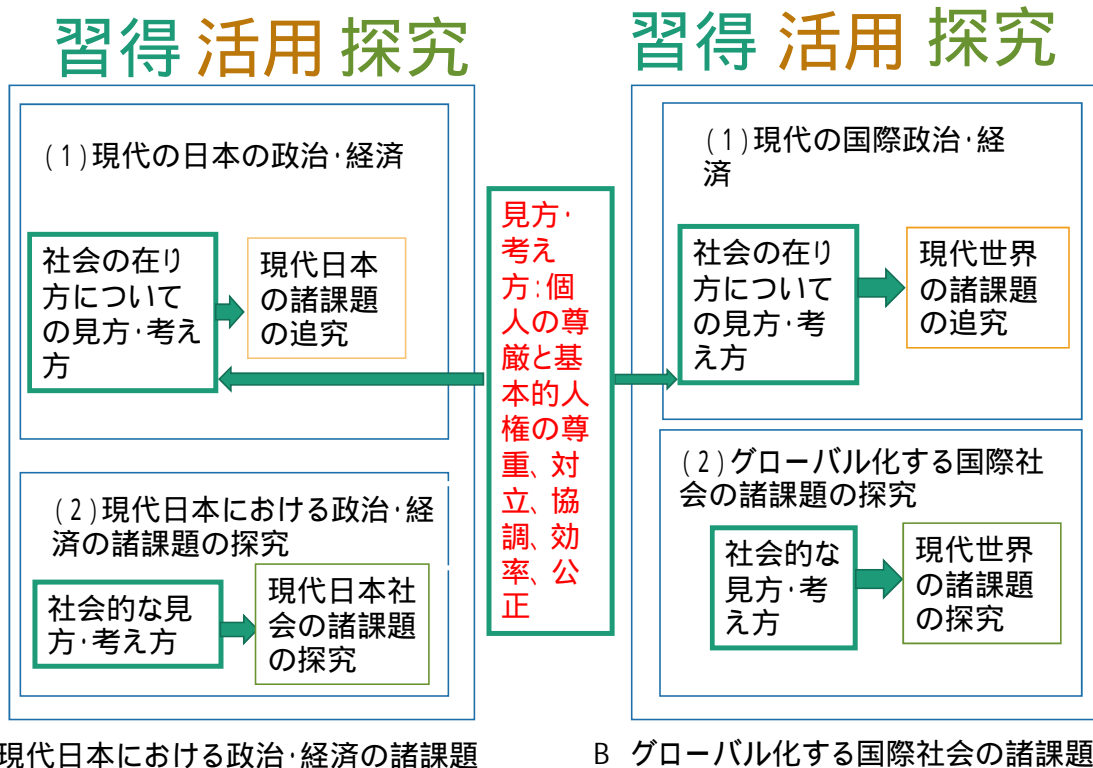 習得 活用 探究
(1)現代の日本の政治･経済
社会の在り
方について
の見方･考え
方
現代日本
の諸課題
の追究
(2)現代日本における政治･経
済の諸課題の探究
社会的な見
方･考え方
現代日本社
会の諸課題
の探究
現代日本における政治･経済の諸課題
見方･
考え
方:個
人の尊
厳と基
本的人
権の尊
重、対
立、協
調、効
率、公
正
習得 活用 探究
(1)現代の国際政治･経
済
社会の在り
方について
の見方･考
え方
現代世界
の諸課題
の追究
(2)グローバル化する国際社
会の諸課題の探究
社会的な
見方･考
え方
現代世界
の諸課題
の探究
B グローバル化する国際社会の諸課題